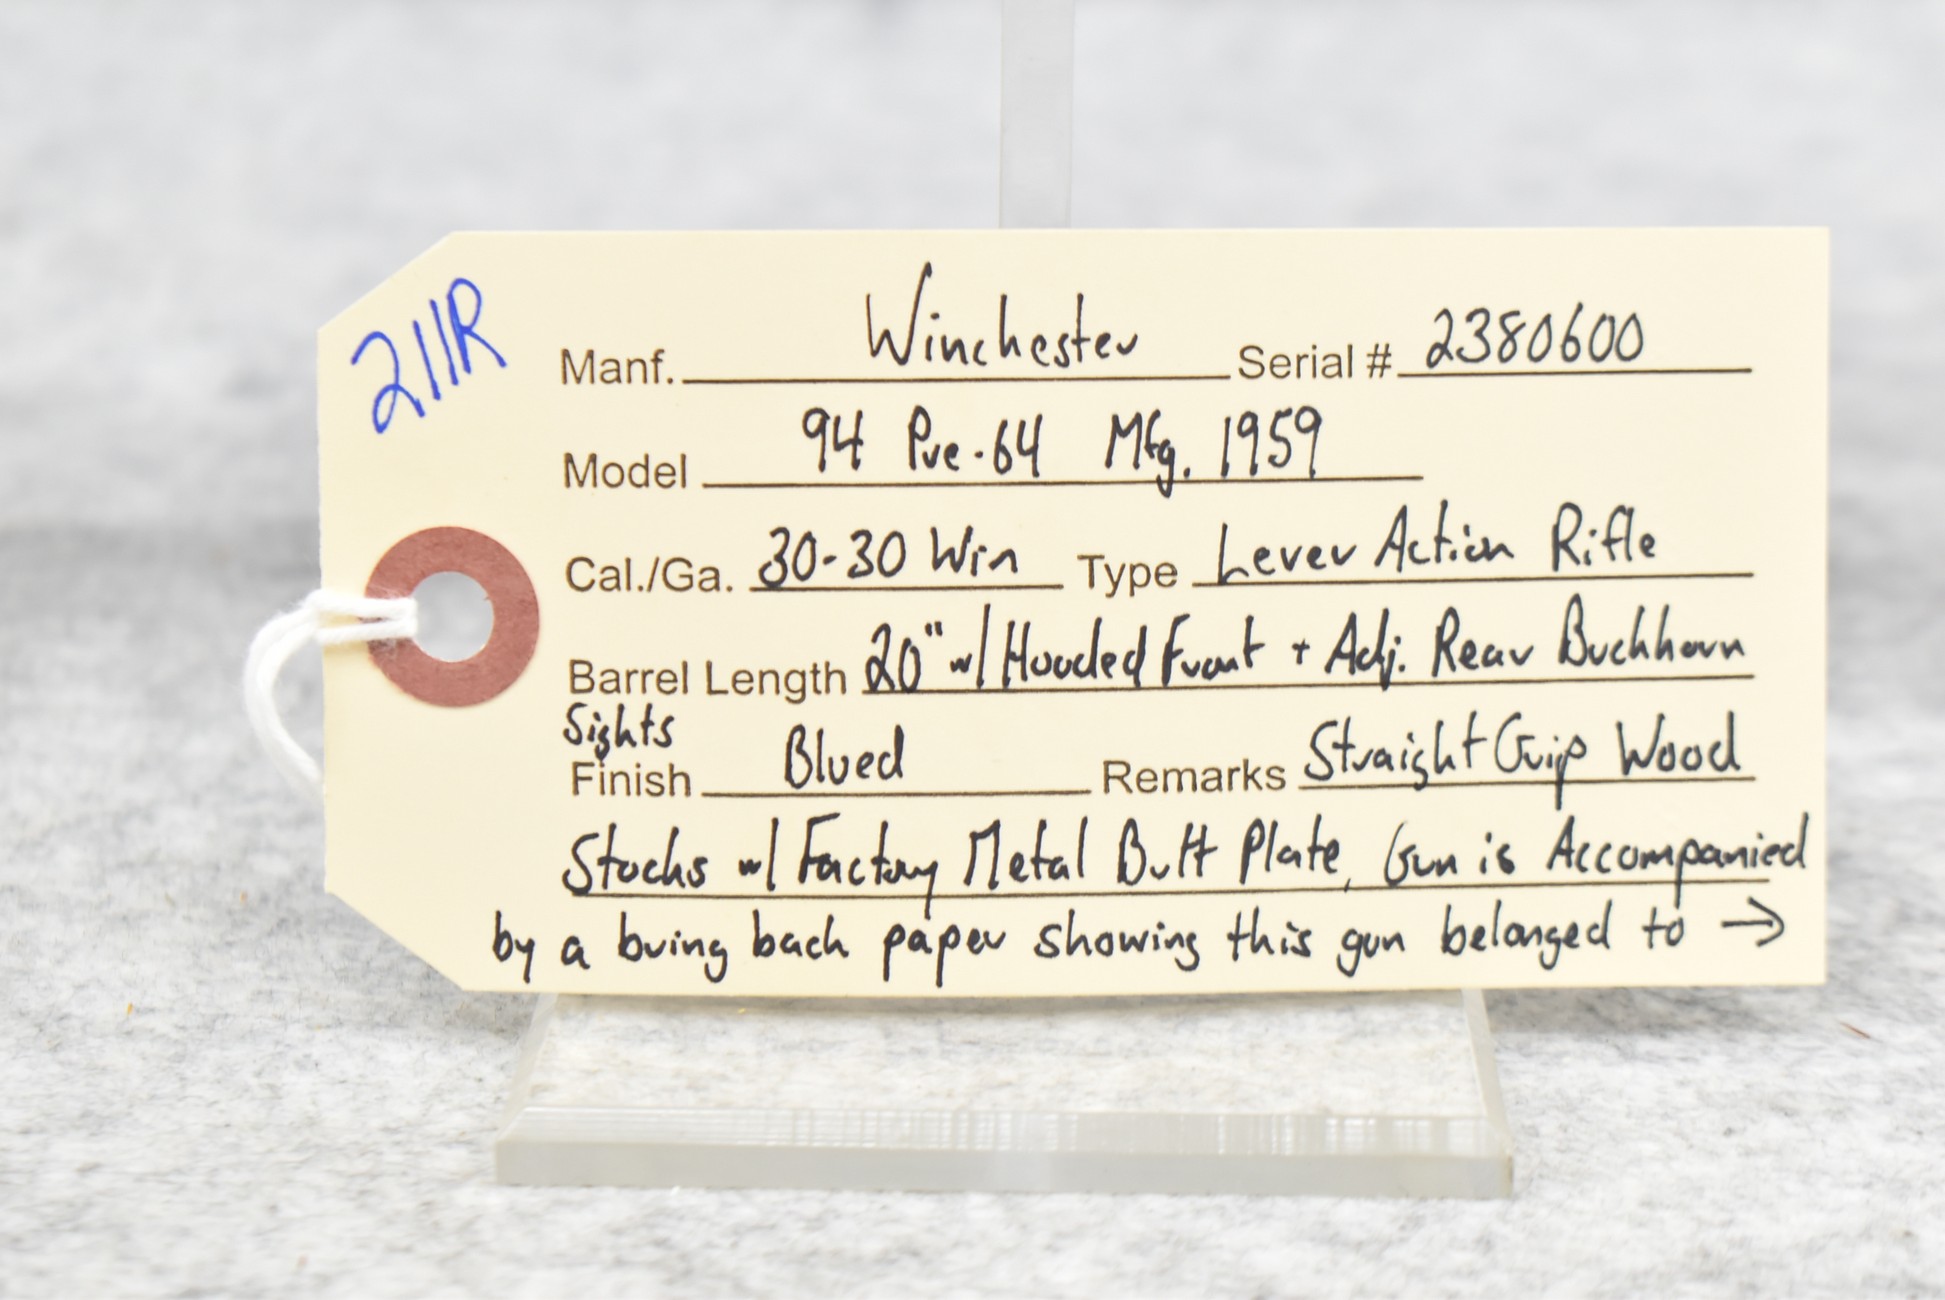 211R
Manf. Winchester Serial # 2380600
Model 94 Pre-64 Mfg. 1959
Cal./Ga. 30-30 Win Type Lever Action Rifle
Barrel Length 20" w/ Hooded Front + Adj. Rear Buckhorn
Sights
Finish Blued Remarks Straight Grip Wood
Stocks w/ Factory Metal Butt Plate, Gun is Accompanied
by a bring back paper showing this gun belonged to →